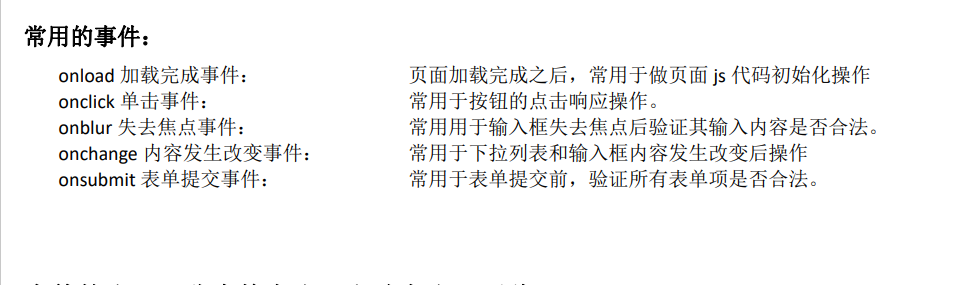 常用的事件：
onload 加载完成事件： 页面加载完成之后，常用于做页面 js 代码初始化操作
onclick 单击事件： 常用于按钮的点击响应操作。
onblur 失去焦点事件： 常用用于输入框失去焦点后验证其输入内容是否合法。
onchange 内容发生改变事件： 常用于下拉列表和输入框内容发生改变后操作
onsubmit 表单提交事件： 常用于表单提交前，验证所有表单项是否合法。